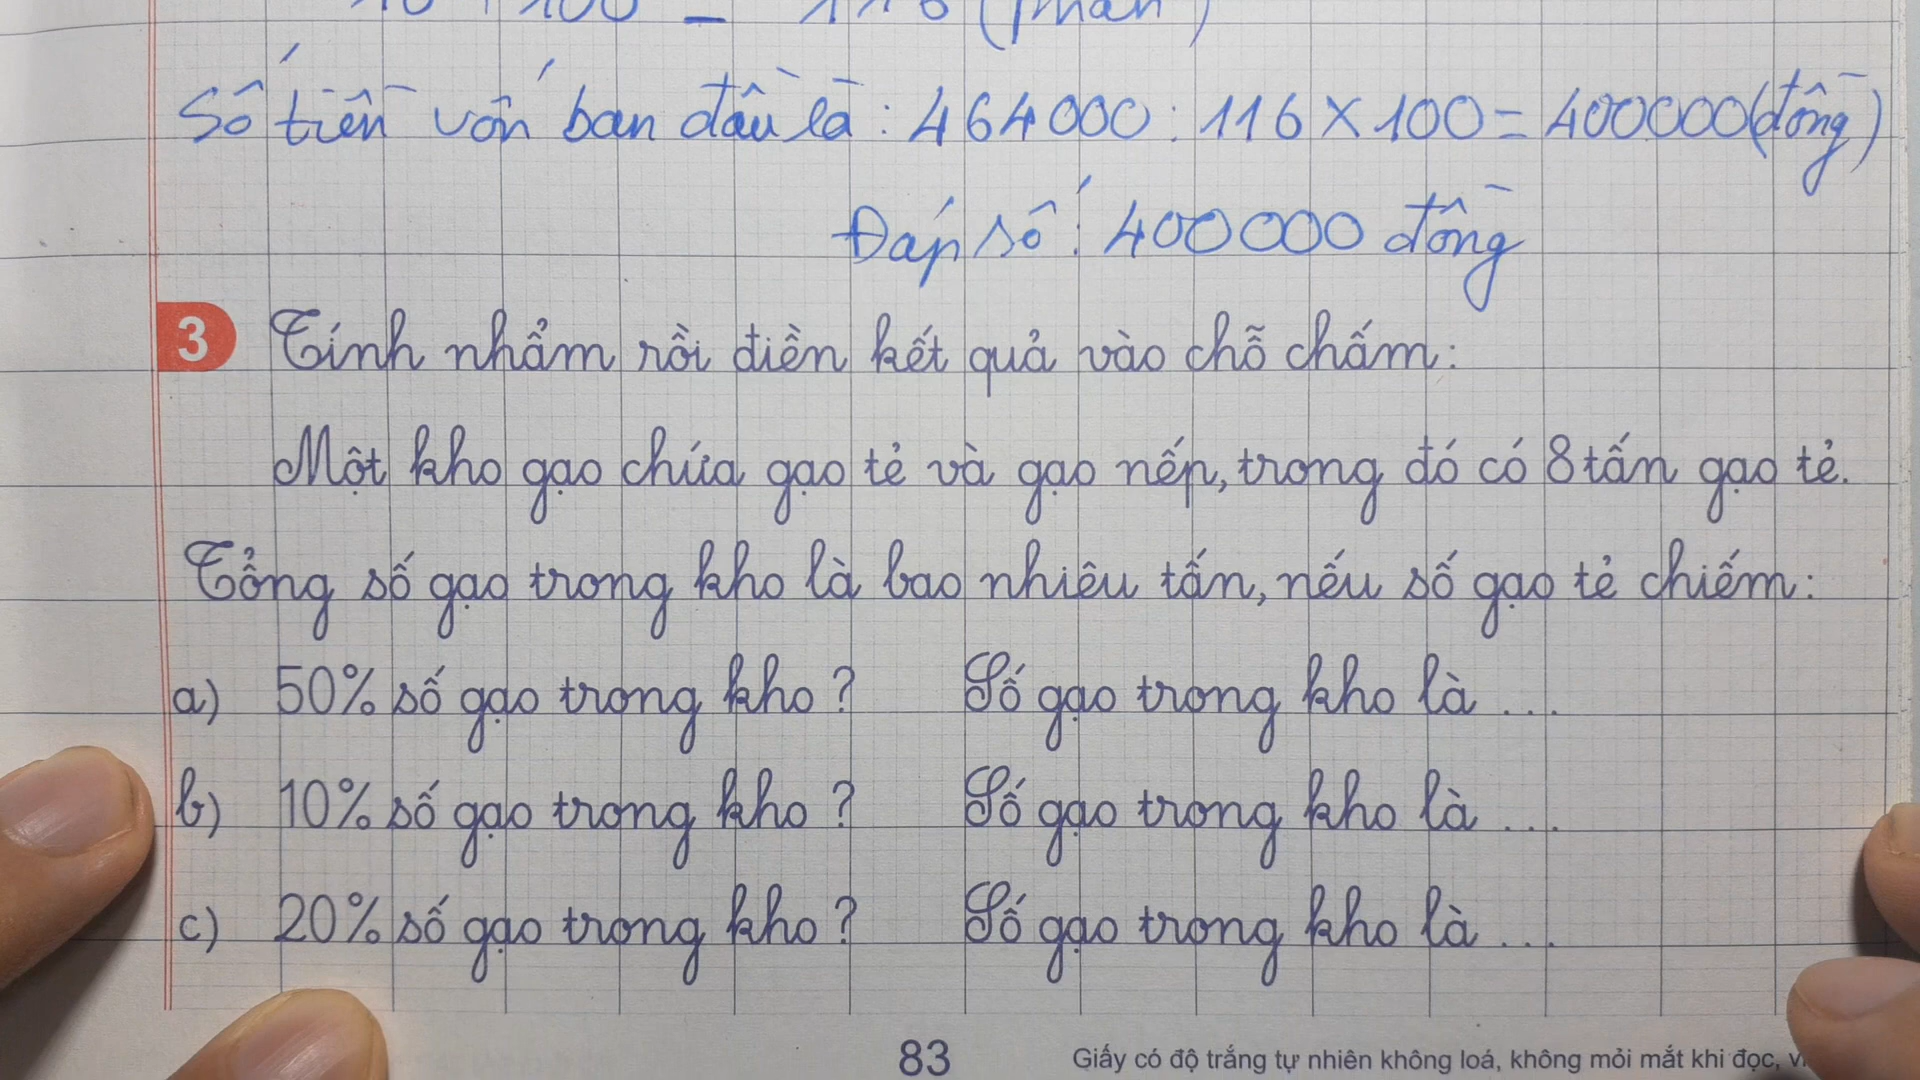 100 = 116 (phần)
Số tiền vốn ban đầu là: 464000 : 116 x 100 = 400000 (đồng)
Đáp số: 400000 đồng
3 Tính nhẩm rồi điền kết quả vào chỗ chấm:
Một kho gạo chứa gạo tẻ và gạo nếp, trong đó có 8 tấn gạo tẻ.
Tổng số gạo trong kho là bao nhiêu tấn, nếu số gạo tẻ chiếm:
a) 50% số gạo trong kho? Số gạo trong kho là ...
b) 10% số gạo trong kho? Số gạo trong kho là ...
c) 20% số gạo trong kho? Số gạo trong kho là ...
83 Giấy có độ trắng tự nhiên không loá, không mỏi mắt khi đọc,